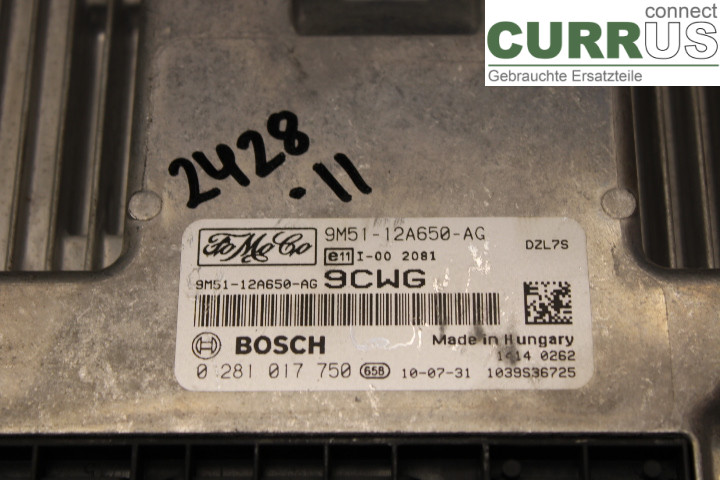 connect
CURRUS
Gebrauchte Ersatzteile
2428
-11
FoMoCo
9M51-12A650-AG
DZL7S
e11 I-00 2081
9M51-12A650-AG 9CWG
BOSCH
Made in Hungary
1414 0262
0 281 017 750 65B 10-07-31 1039S36725